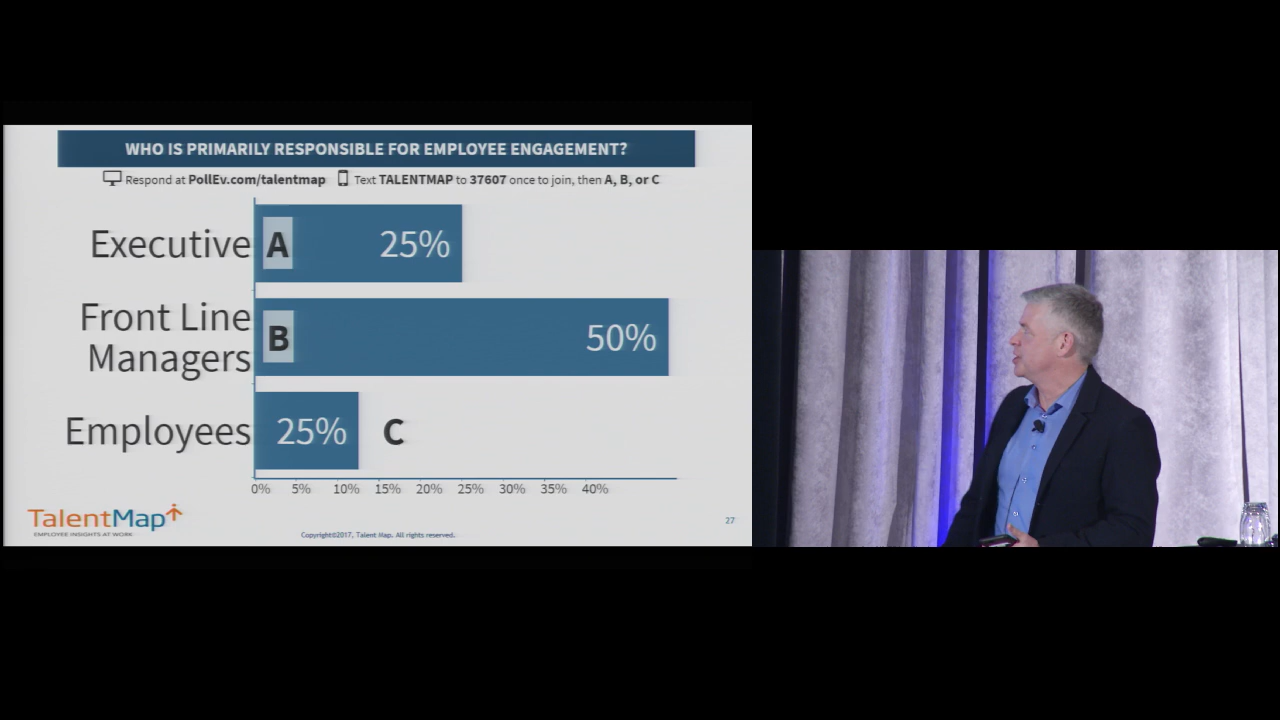 WHO IS PRIMARILY RESPONSIBLE FOR EMPLOYEE ENGAGEMENT?
Respond at PollEv.com/talentmap Text TALENTMAP to 37607 once to join, then A, B, or C
Executive A 25%
Front Line
Managers B 50%
Employees 25% C
0% 5% 10% 15% 20% 25% 30% 35% 40%
TalentMap
EMPLOYEE INSIGHTS AT WORK
Copyright©2017, Talent Map. All rights reserved.
27